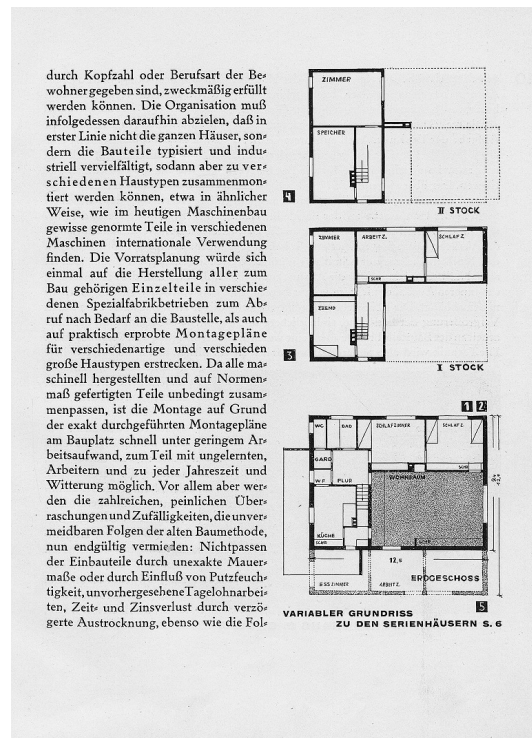 durch Kopfzahl oder Berufsart der Be-
wohner gegeben sind, zweckmäßig erfüllt
werden können. Die Organisation muß
infolgedessen daraufhin abzielen, daß in
erster Linie nicht die ganzen Häuser, son-
dern die Bauteile typisiert und indu-
striell vervielfältigt, sodann aber zu ver-
schiedenen Haustypen zusammenmon-
tiert werden können, etwa in ähnlicher
Weise, wie im heutigen Maschinenbau
gewisse genormte Teile in verschiedenen
Maschinen internationale Verwendung
finden. Die Vorratsplanung würde sich
einmal auf die Herstellung aller zum
Bau gehörigen Einzelteile in verschie-
denen Spezialfabrikbetrieben zum Ab-
ruf nach Bedarf an die Baustelle, als auch
auf praktisch erprobte Montagepläne
für verschiedenartige und verschieden
große Haustypen erstrecken. Da alle ma-
schinell hergestellten und auf Normen-
maß gefertigten Teile unbedingt zusam-
menpassen, ist die Montage auf Grund
der exakt durchgeführten Montagepläne
am Bauplatz schnell unter geringem Ar-
beitsaufwand, zum Teil mit ungelernten,
Arbeitern und zu jeder Jahreszeit und
Witterung möglich. Vor allem aber wer-
den die zahlreichen, peinlichen Über-
raschungen und Zufälligkeiten, die unver-
meidbaren Folgen der alten Baumethode,
nun endgültig vermieden: Nichtpassen
der Einbauteile durch unexakte Mauer-
maße oder durch Einfluß von Putzfeuch-
tigkeit, unvorhergesehene Tagelohnarbei-
ten, Zeit- und Zinsverlust durch verzö-
gerte Austrocknung, ebenso wie die Fol-
ZIMMER
SPEICHER
4
II STOCK
ZIMMER
ARBEIT Z.
SCHLAF Z.
SCHR
3
I STOCK
1 2
WC
BAD
SCHLAFZIMMER
SCHLAF Z.
GARD
SCHR
WF
FLUR
WOHNRAUM
KÜCHE
SCHR
SCHR
ESSZIMMER
ARBEIT Z.
ERDGESCHOSS
5
VARIABLER GRUNDRISS
ZU DEN SERIENHÄUSERN S. 6